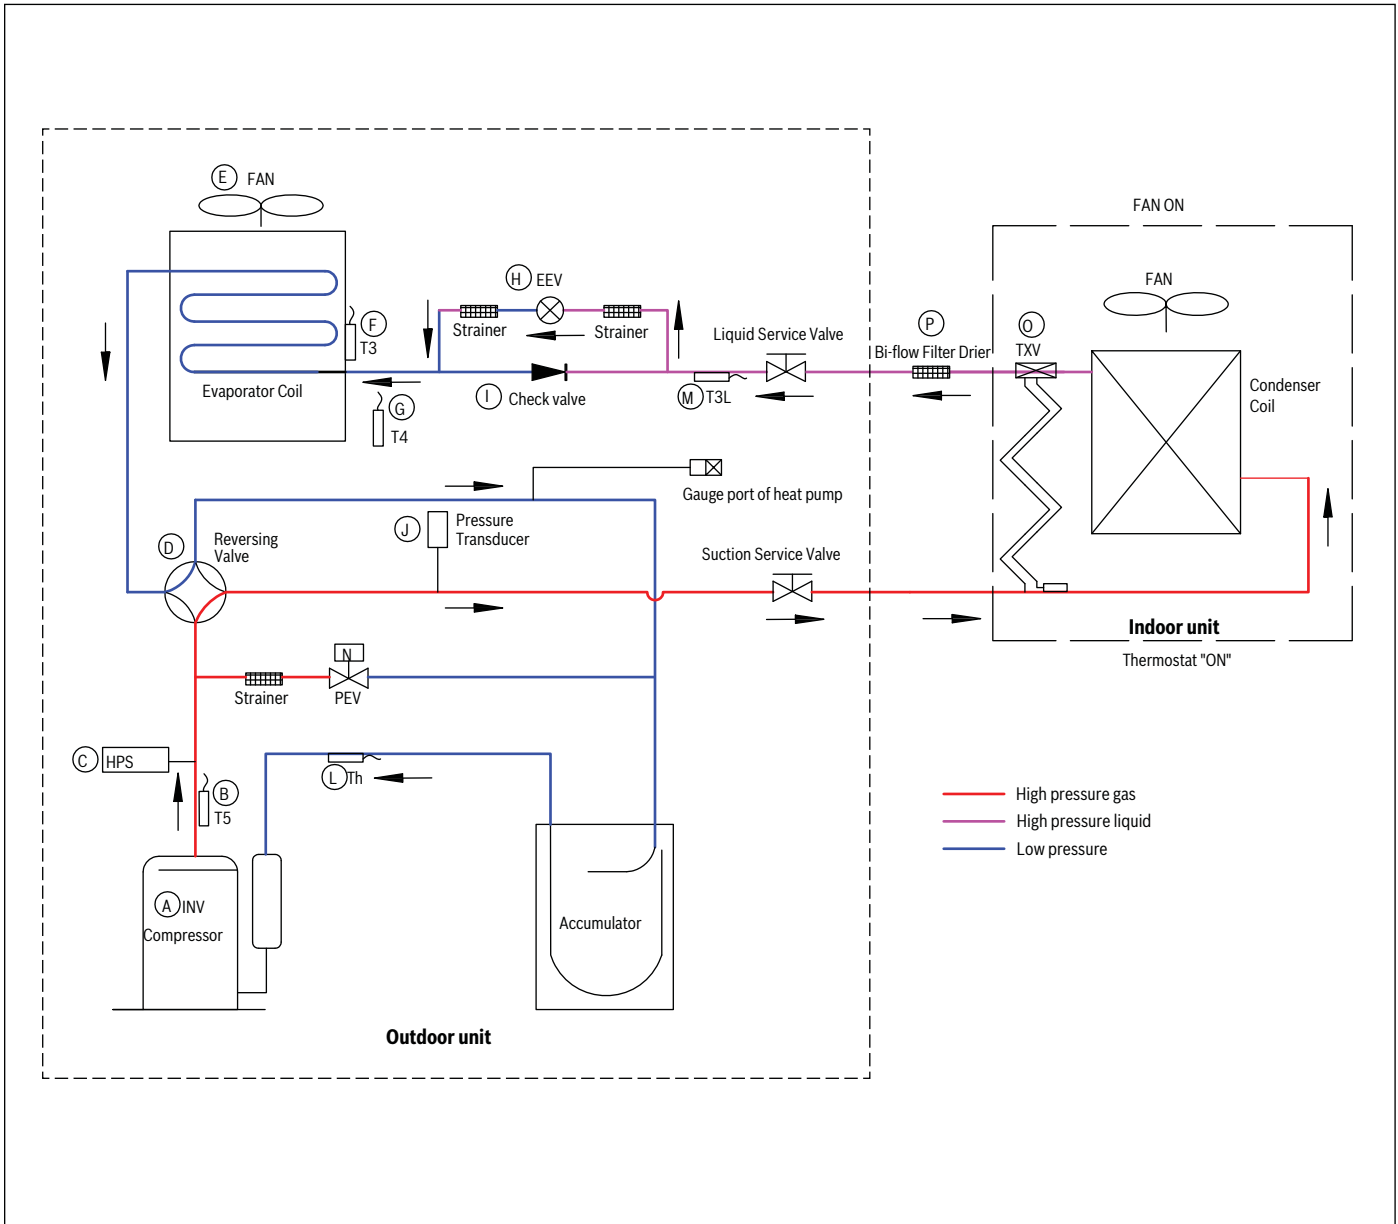 E FAN
FAN ON
FAN
H EEV
Strainer
Strainer
F
T3
Liquid Service Valve
P
Bi-flow Filter Drier
O
TXV
Evaporator Coil
I Check valve
M T3L
Condenser
Coil
G
T4
Gauge port of heat pump
D
Reversing
Valve
J
Pressure
Transducer
Suction Service Valve
Indoor unit
Thermostat "ON"
N
Strainer
PEV
C HPS
L Th
B
T5
High pressure gas
High pressure liquid
Low pressure
A INV
Compressor
Accumulator
Outdoor unit